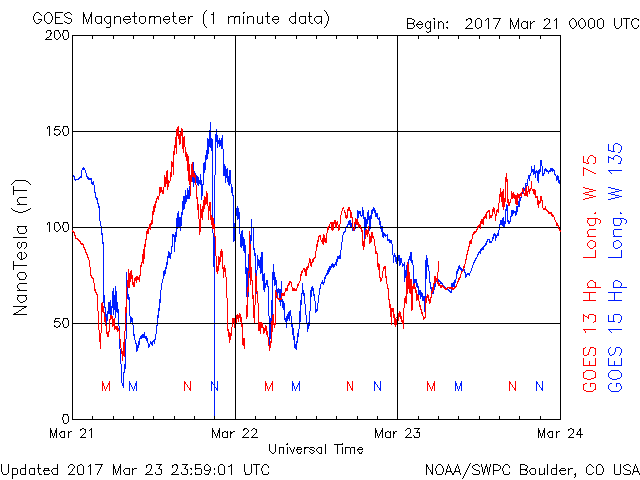 GOES Magnetometer (1 minute data)
Begin: 2017 Mar 21 0000 UTC
200
150
100
50
0
NanoTesla (nT)
M M N N M M N N M M N N
Mar 21 Mar 22 Mar 23 Mar 24
Universal Time
GOES 13 Hp Long. W 75
GOES 15 Hp Long. W 135
Updated 2017 Mar 23 23:59:01 UTC
NOAA/SWPC Boulder, CO USA